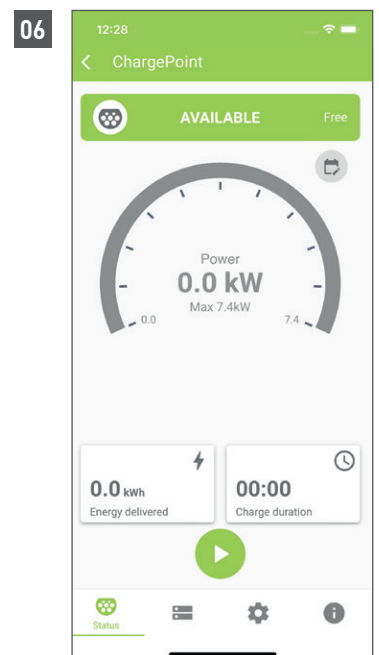 06
12:28
ChargePoint
AVAILABLE Free
Power
0.0 kW
Max 7.4kW
0.0 7.4
0.0 kWh 00:00
Energy delivered Charge duration
Status